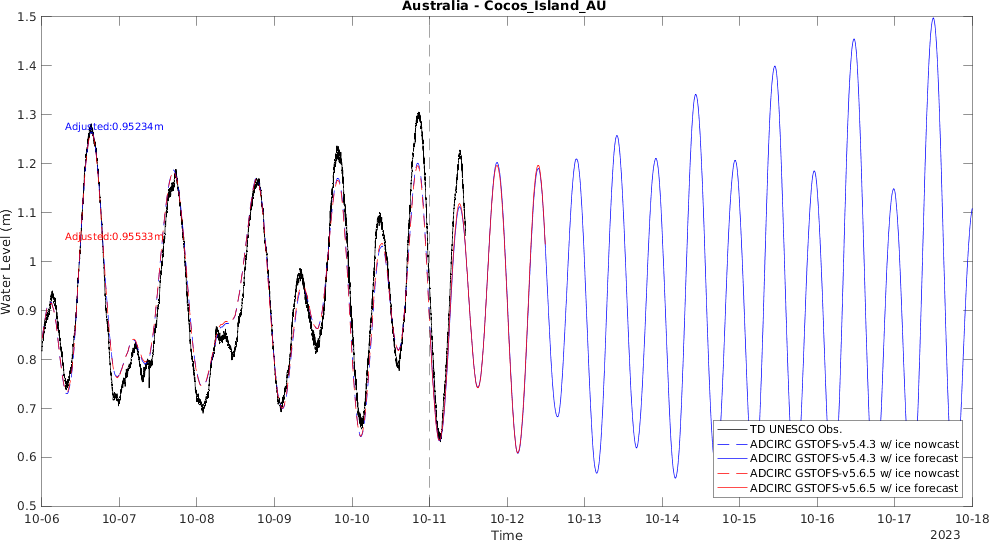 Australia - Cocos_Island_AU
1.5
1.4
1.3
1.2
1.1
1
0.9
0.8
0.7
0.6
0.5
Water Level (m)
Adjusted:0.95234m
Adjusted:0.95533m
TD UNESCO Obs.
ADCIRC GSTOFS-v5.4.3 w/ ice nowcast
ADCIRC GSTOFS-v5.4.3 w/ ice forecast
ADCIRC GSTOFS-v5.6.5 w/ ice nowcast
ADCIRC GSTOFS-v5.6.5 w/ ice forecast
10-06 10-07 10-08 10-09 10-10 10-11 10-12 10-13 10-14 10-15 10-16 10-17 10-18
Time
2023